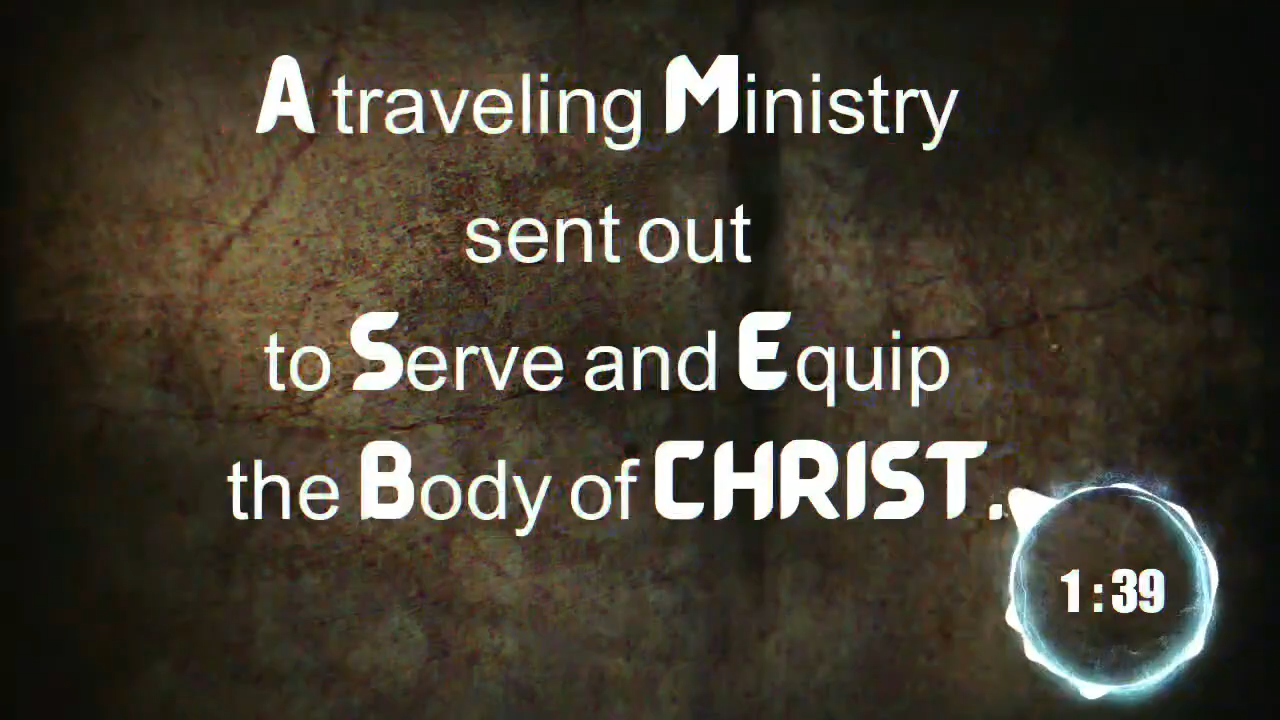 A traveling Ministry
sent out
to Serve and Equip
the Body of CHRIST.
1:39